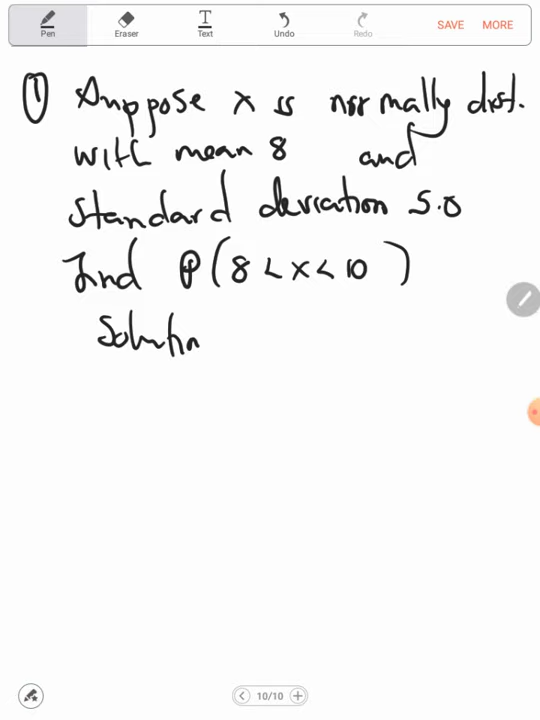 Pen Eraser Text Undo Redo SAVE MORE
① Suppose x is normally dist.
with mean 8 and
standard deviation 5.0
find P(8 < x < 10)
Solution
10/10